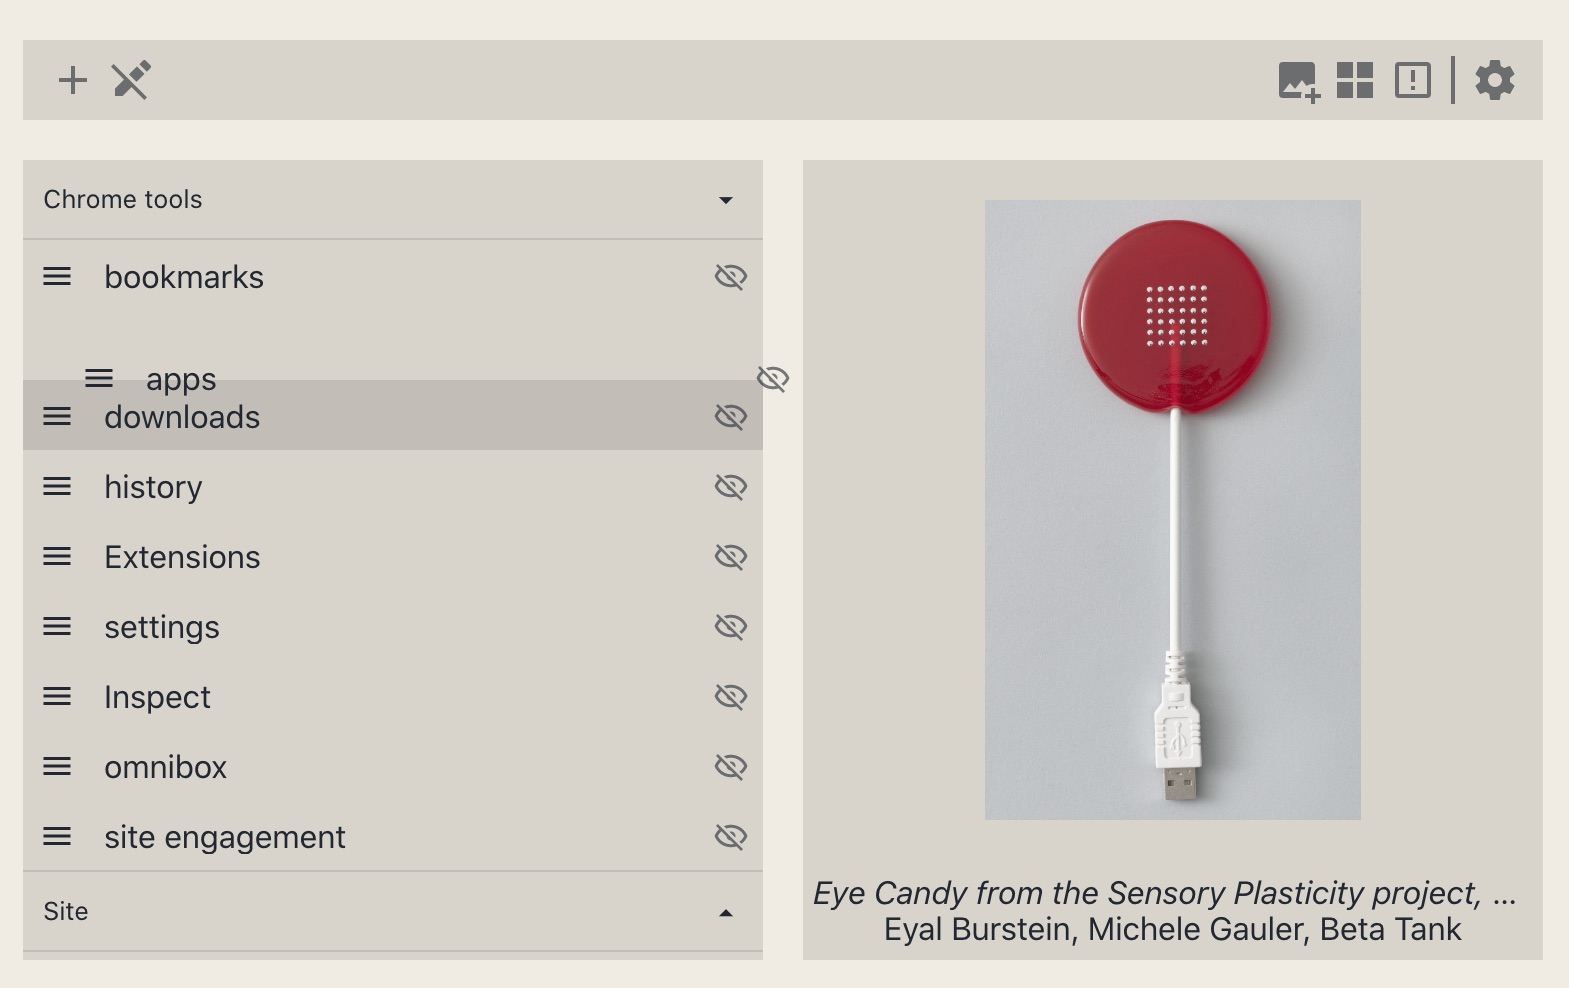 Chrome tools
bookmarks
apps
downloads
history
Extensions
settings
Inspect
omnibox
site engagement
Site
Eye Candy from the Sensory Plasticity project, ...
Eyal Burstein, Michele Gauler, Beta Tank